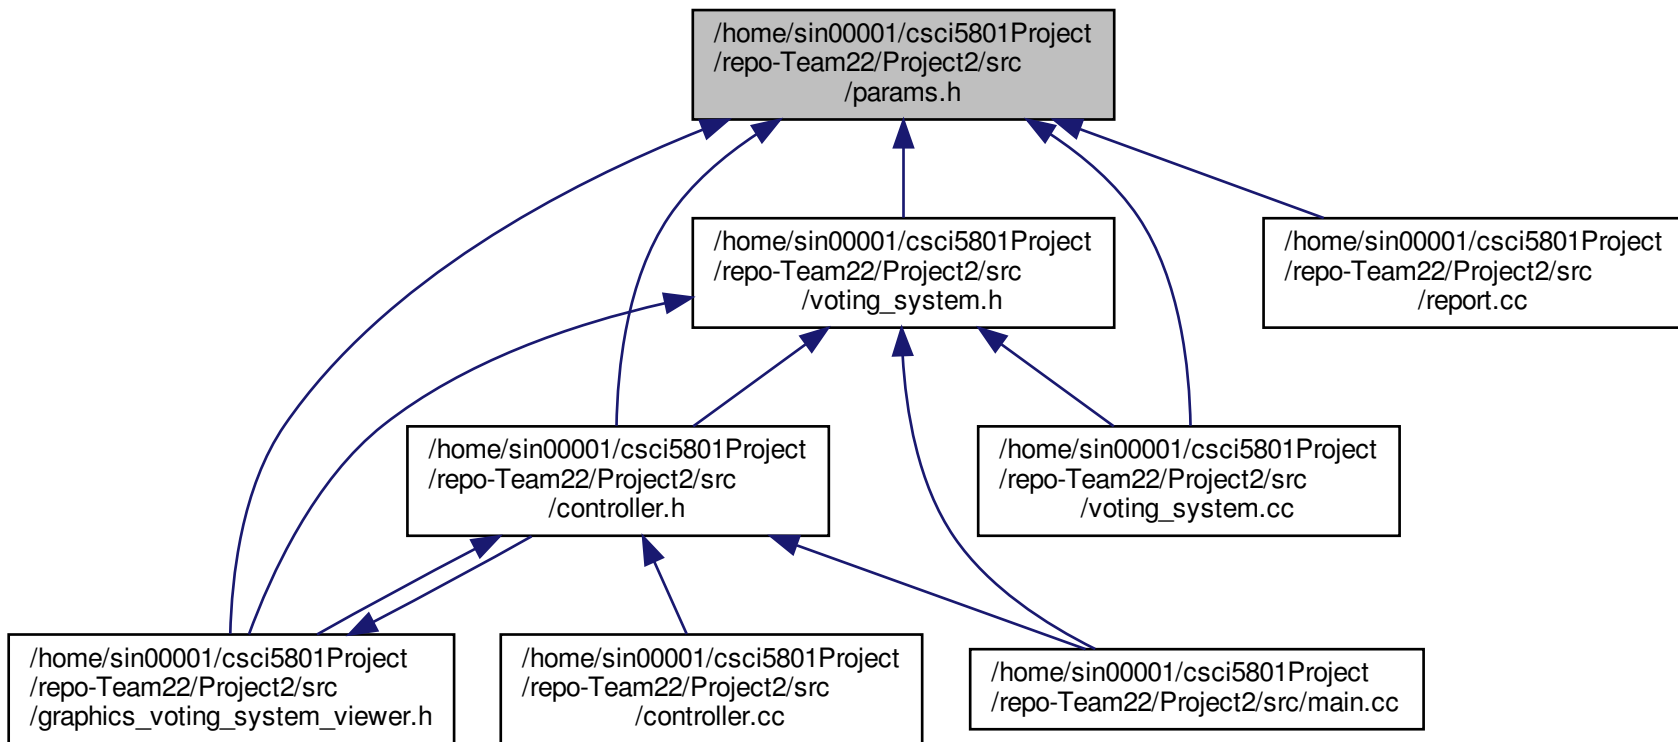 /home/sin00001/csci5801Project
/repo-Team22/Project2/src
/params.h
/home/sin00001/csci5801Project
/repo-Team22/Project2/src
/voting_system.h
/home/sin00001/csci5801Project
/repo-Team22/Project2/src
/report.cc
/home/sin00001/csci5801Project
/repo-Team22/Project2/src
/controller.h
/home/sin00001/csci5801Project
/repo-Team22/Project2/src
/voting_system.cc
/home/sin00001/csci5801Project
/repo-Team22/Project2/src
/graphics_voting_system_viewer.h
/home/sin00001/csci5801Project
/repo-Team22/Project2/src
/controller.cc
/home/sin00001/csci5801Project
/repo-Team22/Project2/src/main.cc